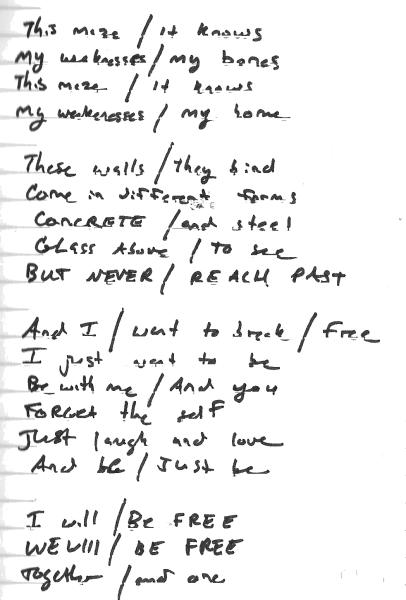 This maze / it knows
My weaknesses / my bones
This maze / it knows
My weaknesses / my home
These walls / they bind
Come in different forms
CONCRETE / and steel
GLASS ABOVE / TO see
BUT NEVER / REACH PAST
And I / want to break / Free
I just want to be
Be with me / And you
FORGET the self
Just laugh and love
And be / Just be
I will / Be FREE
WE Will / BE FREE
Together / and one